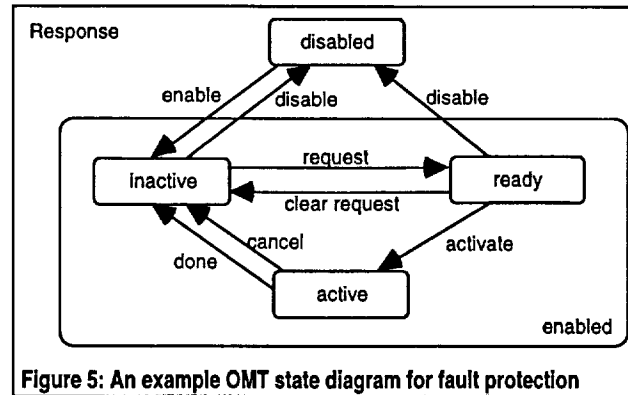 Response
disabled
enable
disable
disable
request
inactive
ready
clear request
cancel
activate
done
active
enabled
Figure 5: An example OMT state diagram for fault protection